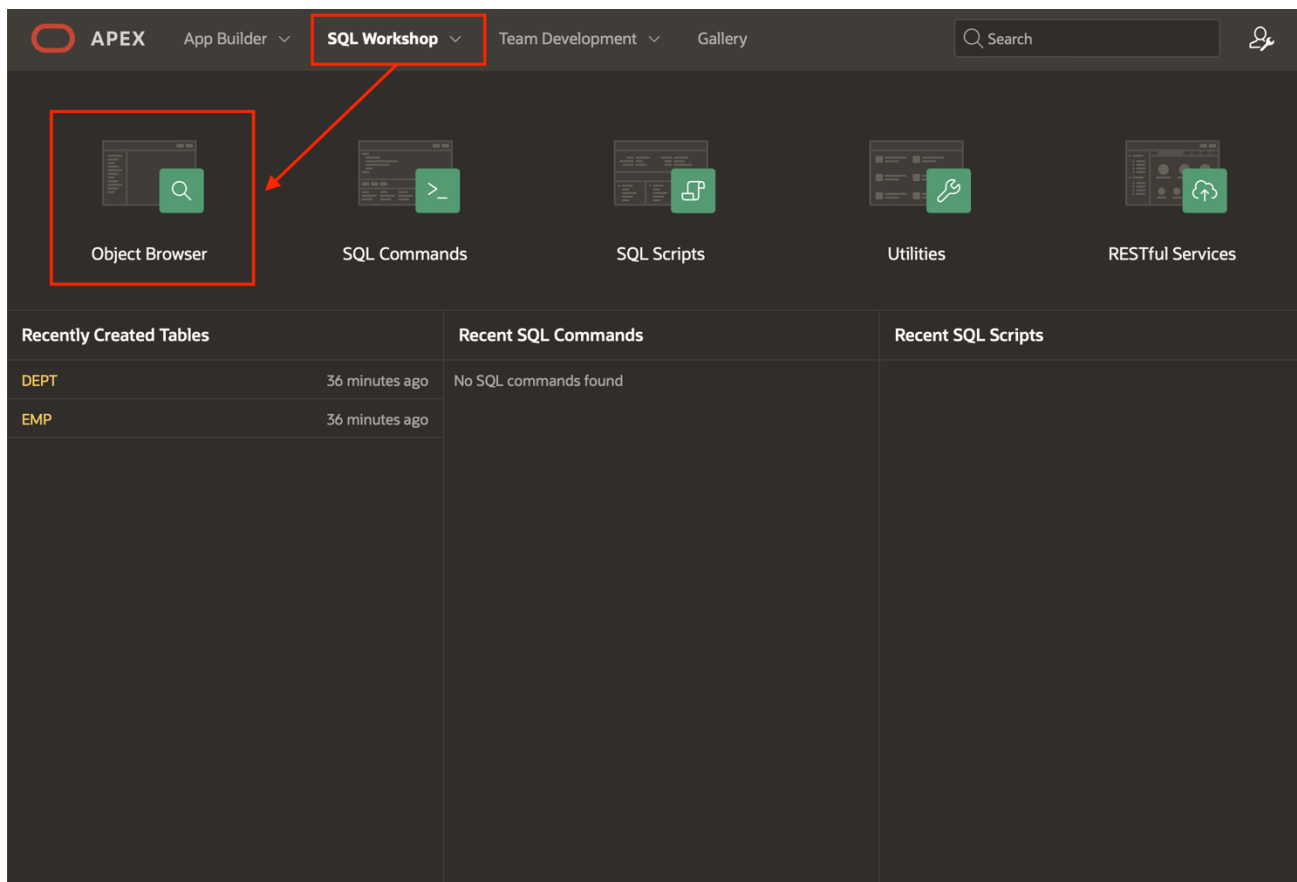 APEX App Builder SQL Workshop Team Development Gallery Search
Object Browser SQL Commands SQL Scripts Utilities RESTful Services
Recently Created Tables Recent SQL Commands Recent SQL Scripts
DEPT 36 minutes ago No SQL commands found
EMP 36 minutes ago